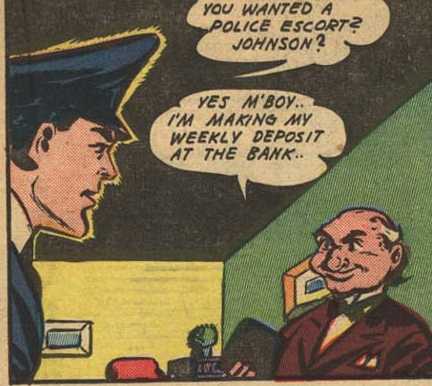 YOU WANTED A
POLICE ESCORT?
JOHNSON?
YES M'BOY..
I'M MAKING MY
WEEKLY DEPOSIT
AT THE BANK..